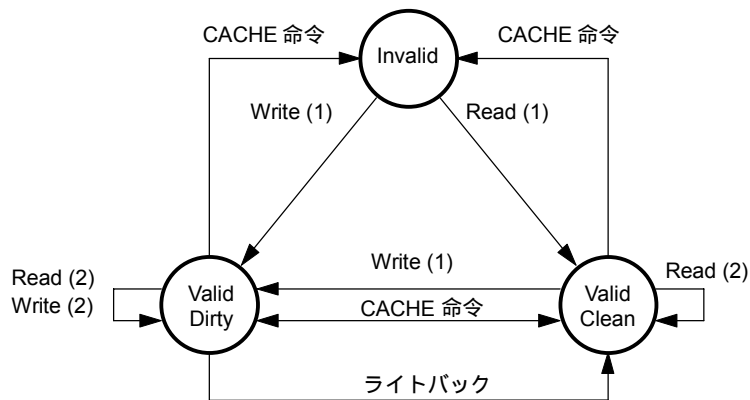 CACHE 命令
Invalid
CACHE 命令
Write (1)
Read (1)
Read (2)
Write (2)
Valid
Dirty
Write (1)
CACHE 命令
Valid
Clean
Read (2)
ライトバック